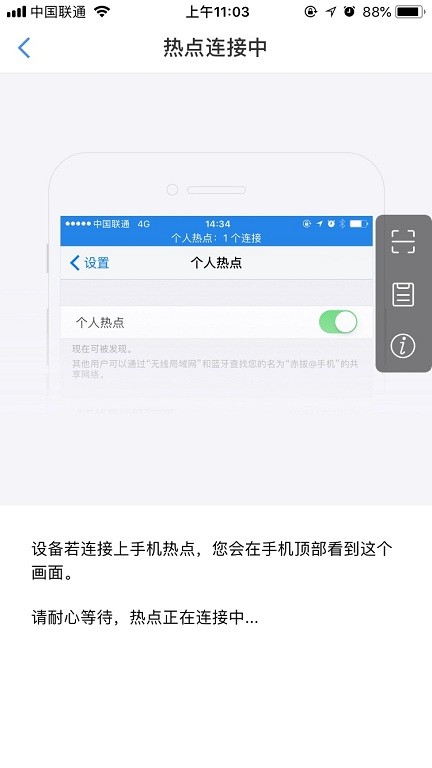 中国联通 上午11:03 88%
热点连接中
中国联通 4G 14:34
个人热点：1 个连接
设置 个人热点
个人热点
现在可被发现。
其他用户可以通过“无线局域网”和蓝牙查找您的名为“赤拔@手机”的共
享网络。
设备若连接上手机热点，您会在手机顶部看到这个
画面。
请耐心等待，热点正在连接中...